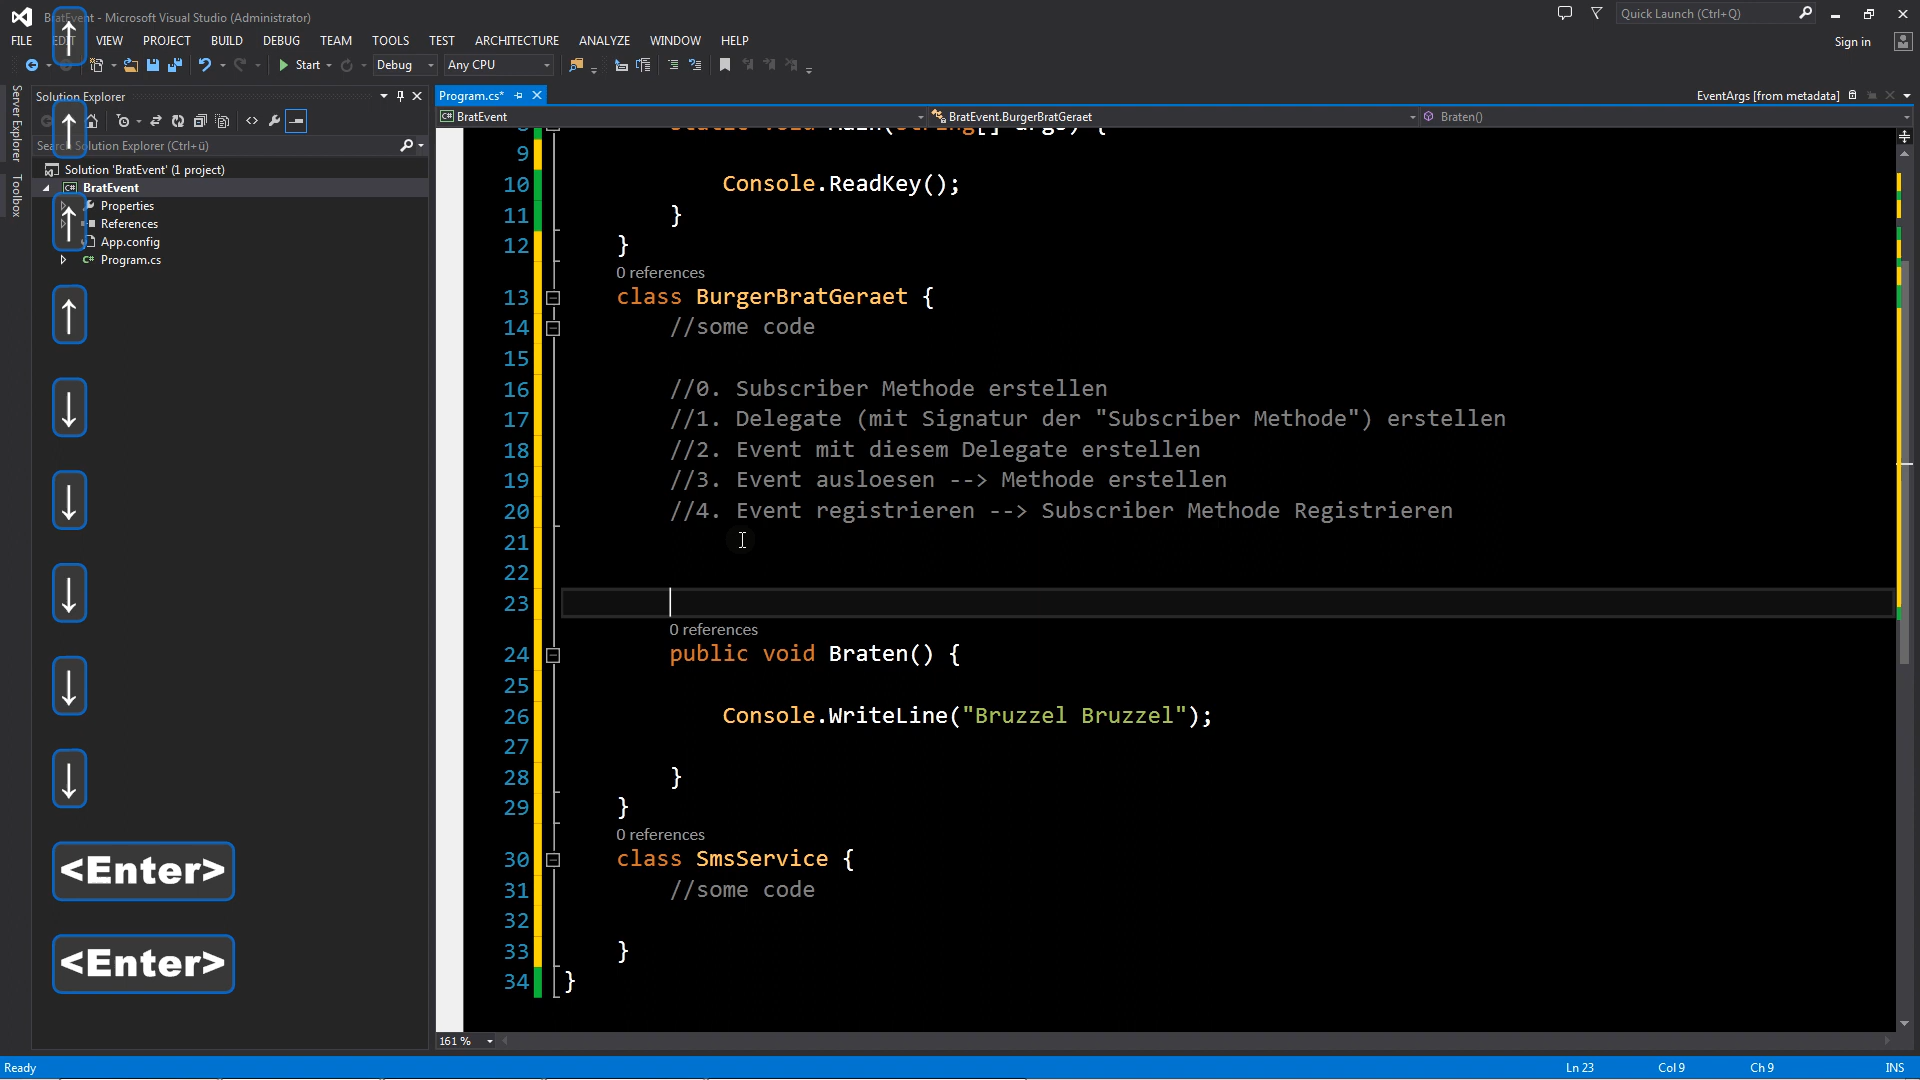 BratEvent - Microsoft Visual Studio (Administrator)
Quick Launch (Ctrl+Q)
FILE VIEW PROJECT BUILD DEBUG TEAM TOOLS TEST ARCHITECTURE ANALYZE WINDOW HELP
Sign in
Start Debug Any CPU
Server Explorer
Toolbox
Solution Explorer
Solution Explorer (Ctrl+ü)
Solution 'BratEvent' (1 project)
BratEvent
Properties
References
App.config
Program.cs
↑
↑
↑
↑
↓
↓
↓
↓
↓
<Enter>
<Enter>
Program.cs*
EventArgs [from metadata]
BratEvent
BratEvent.BurgerBratGeraet
Braten()
8 static void Main(string[] args) {
9
10 Console.ReadKey();
11 }
12 }
0 references
13 class BurgerBratGeraet {
14 //some code
15
16 //0. Subscriber Methode erstellen
17 //1. Delegate (mit Signatur der "Subscriber Methode") erstellen
18 //2. Event mit diesem Delegate erstellen
19 //3. Event ausloesen --> Methode erstellen
20 //4. Event registrieren --> Subscriber Methode Registrieren
21
22
23
0 references
24 public void Braten() {
25
26 Console.WriteLine("Bruzzel Bruzzel");
27
28 }
29 }
0 references
30 class SmsService {
31 //some code
32
33 }
34 }
161 %
Ready
Ln 23 Col 9 Ch 9 INS